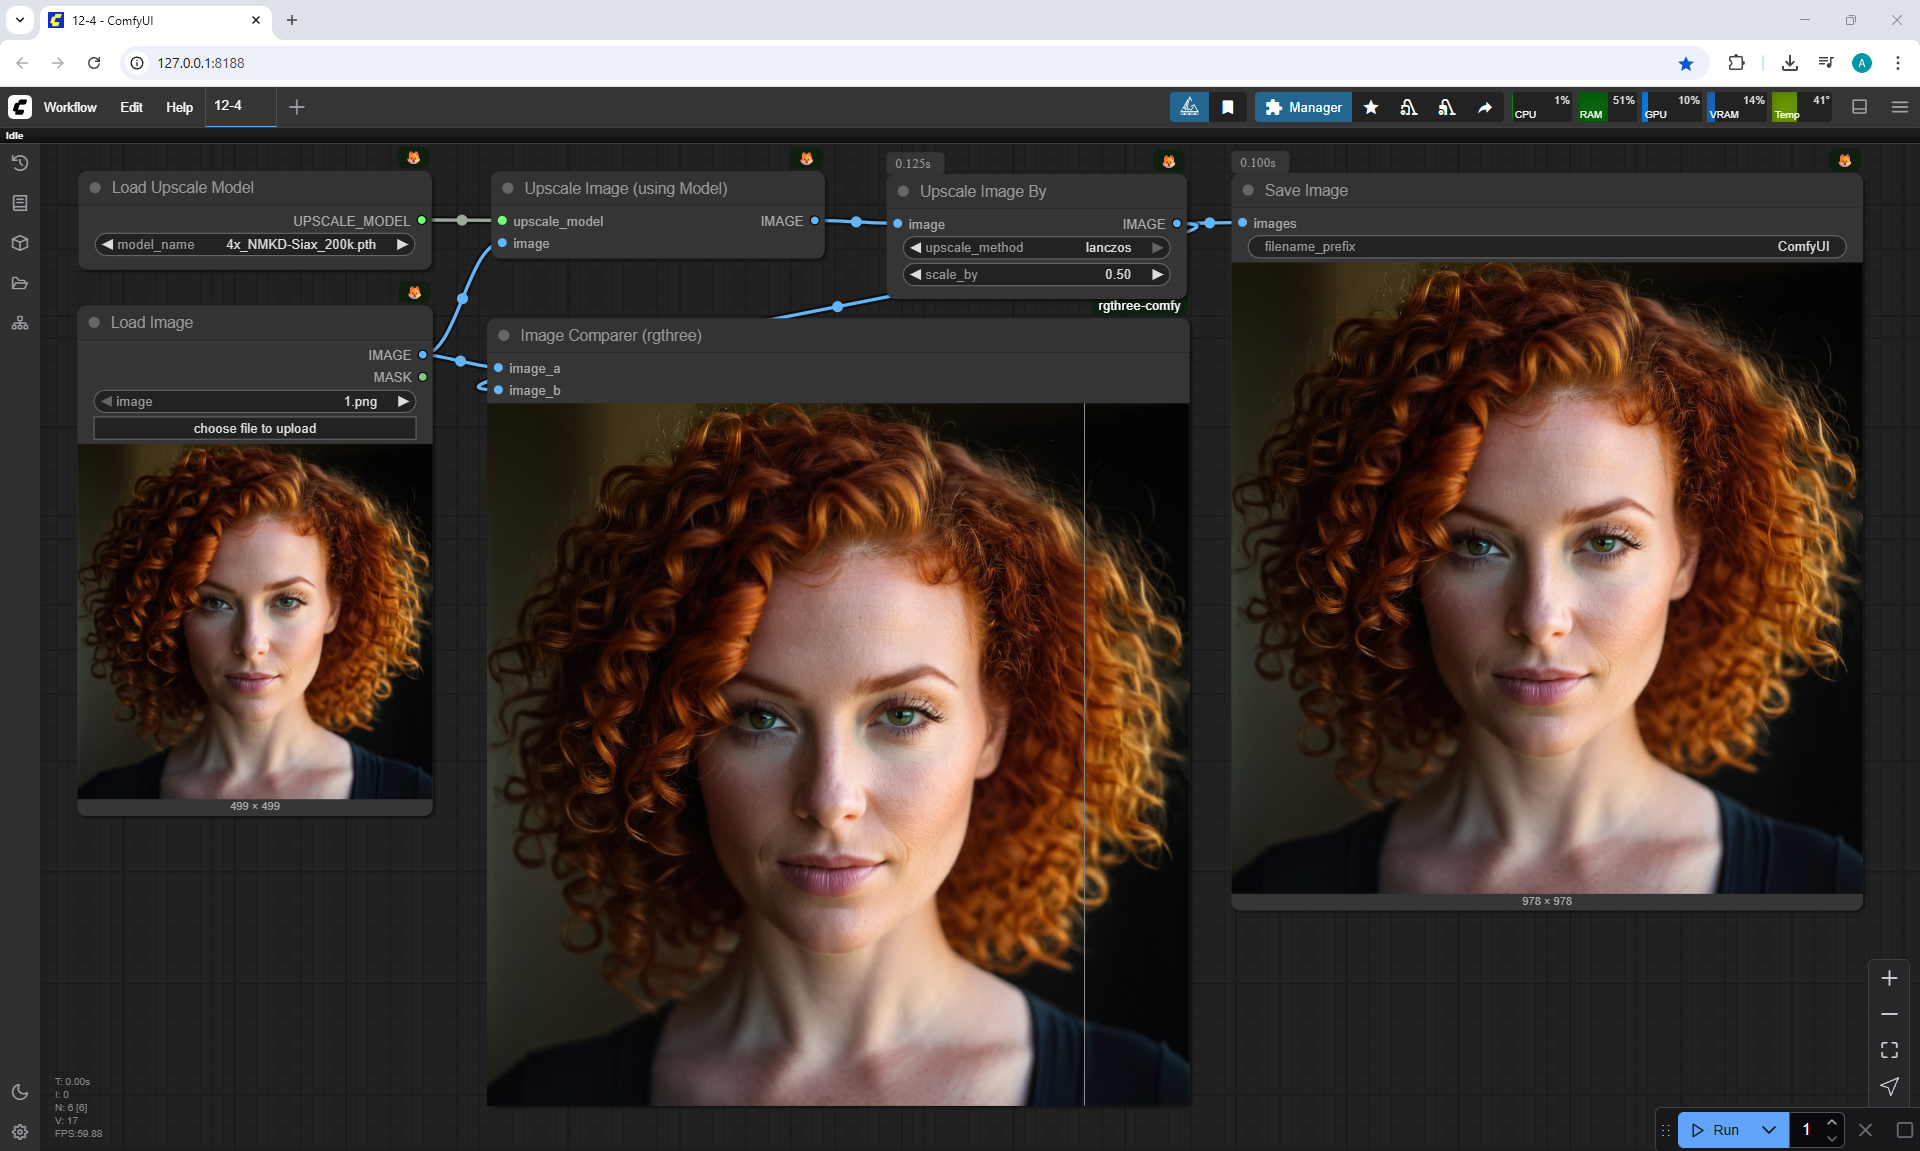 12-4 - ComfyUI
127.0.0.1:8188
Workflow Edit Help 12-4
Manager
CPU 1%
RAM 51%
GPU 10%
VRAM 14%
Temp 41°
Idle
Load Upscale Model
UPSCALE_MODEL
model_name 4x_NMKD-Siax_200k.pth
Upscale Image (using Model)
upscale_model IMAGE
image
0.125s
Upscale Image By
image IMAGE
upscale_method lanczos
scale_by 0.50
rgthree-comfy
0.100s
Save Image
images
filename_prefix ComfyUI
978 × 978
Load Image
IMAGE
MASK
image 1.png
choose file to upload
499 × 499
Image Comparer (rgthree)
image_a
image_b
T: 0.00s
I: 0
N: 6 [6]
V: 17
FPS:59.88
Run 1
A